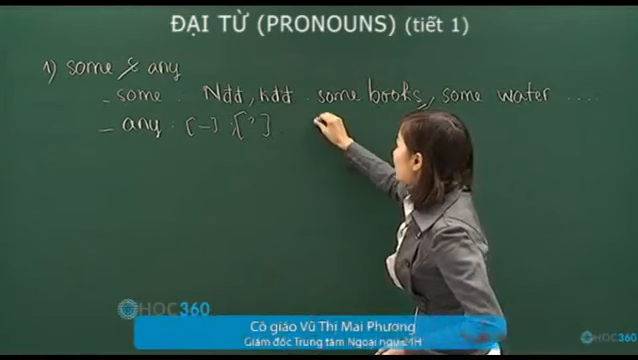 ĐẠI TỪ (PRONOUNS) (tiết 1)
1) some & any
- some : Nđđ, kđđ. some books, some water ....
- any : [-] ; [?].
HOC360
Cô giáo Vũ Thị Mai Phương
Giám đốc Trung tâm Ngoại ngữ 24H
HOC360